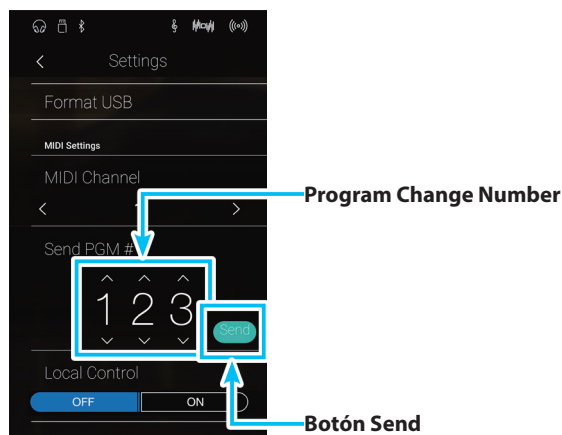 Settings
Format USB
MIDI Settings
MIDI Channel
Program Change Number
Send PGM #
1 2 3
Send
Local Control
OFF ON
Botón Send